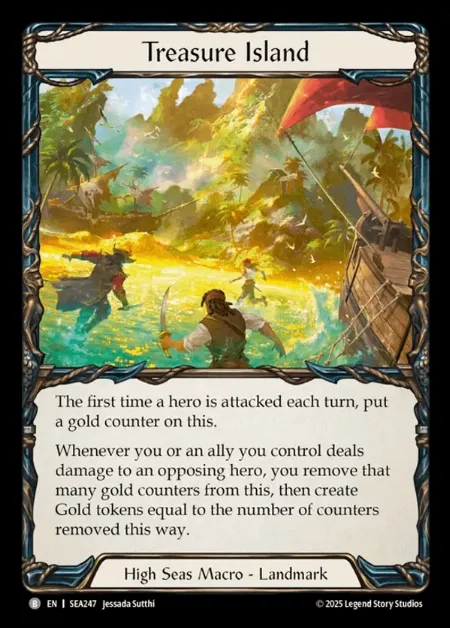 Treasure Island
The first time a hero is attacked each turn, put
a gold counter on this.
Whenever you or an ally you control deals
damage to an opposing hero, you remove that
many gold counters from this, then create
Gold tokens equal to the number of counters
removed this way.
High Seas Macro - Landmark
B EN | SEA247 Jessada Sutthi © 2025 Legend Story Studios